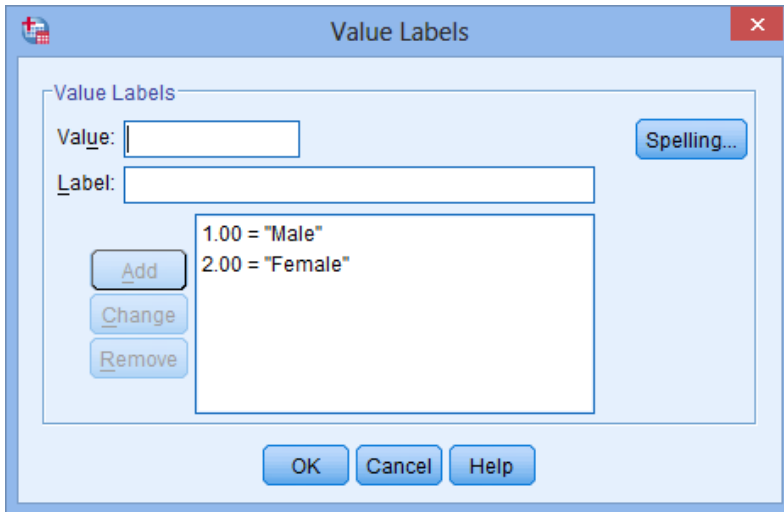 Value Labels
Value Labels
Value:
Spelling...
Label:
1.00 = "Male"
2.00 = "Female"
Add
Change
Remove
OK Cancel Help